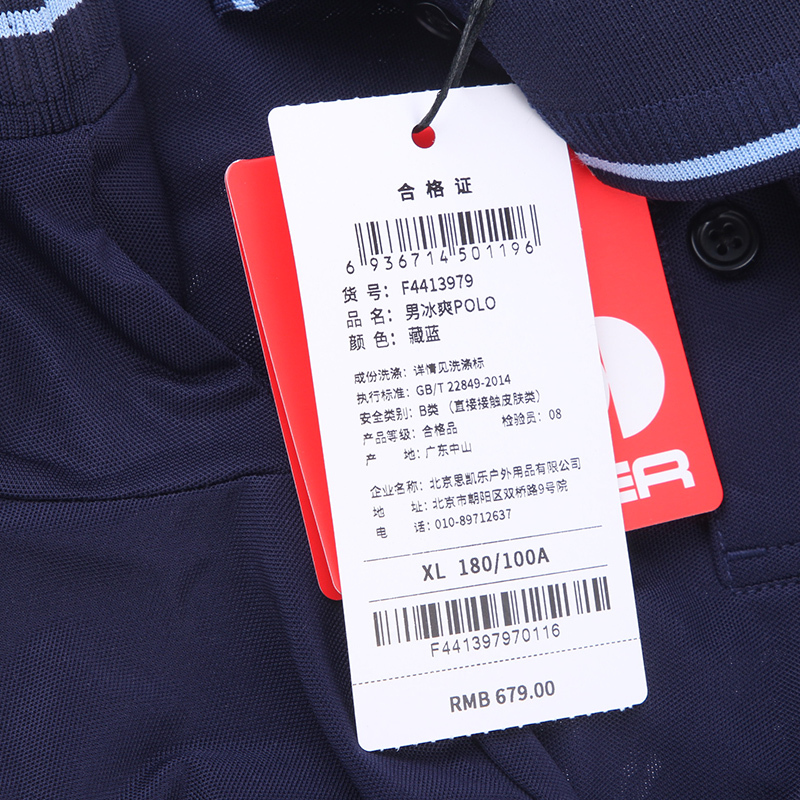 合格证
6 936714 501196
货 号: F4413979
品 名: 男冰爽POLO
颜 色: 藏蓝
成份洗涤: 详情见洗涤标
执行标准: GB/T 22849-2014
安全类别: B类 (直接接触皮肤类)
产品等级: 合格品 检验员: 08
产 地: 广东中山
企业名称: 北京思凯乐户外用品有限公司
地 址: 北京市朝阳区双桥路9号院
电 话: 010-89712637
XL 180/100A
F441397970116
RMB 679.00